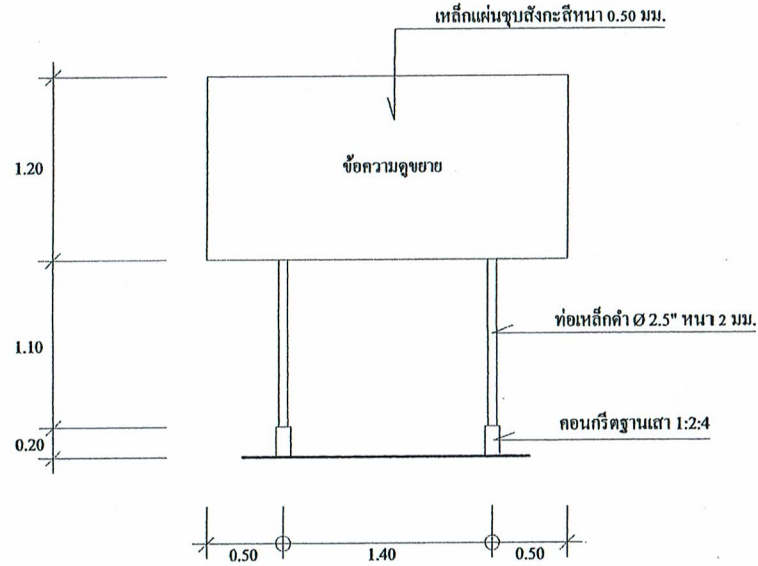 เหล็กแผ่นชุบสังกะสีหนา 0.50 มม.
1.20
ข้อความดูขยาย
ท่อเหล็กดำ Ø 2.5" หนา 2 มม.
1.10
คอนกรีตฐานเสา 1:2:4
0.20
0.50 1.40 0.50